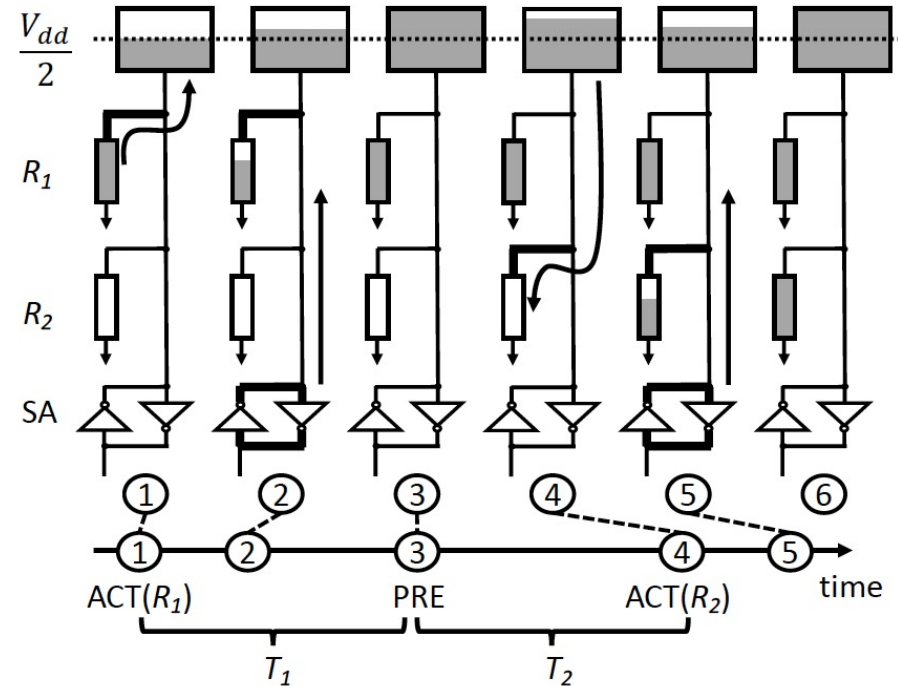 V_dd
2
R_1
R_2
SA
1 2 3 4 5 6
1 2 3 4 5
time
ACT(R_1) PRE ACT(R_2)
T_1 T_2